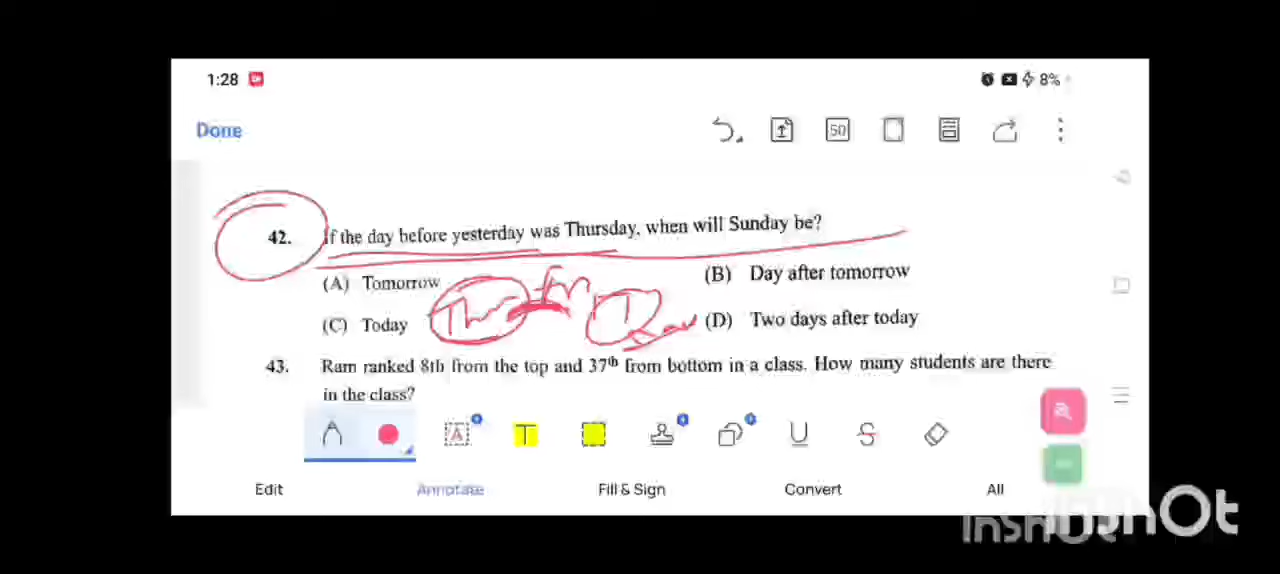 1:28 8%
Done
50
42. If the day before yesterday was Thursday, when will Sunday be?
(A) Tomorrow (B) Day after tomorrow
Thur fri T
(C) Today (D) Two days after today
43. Ram ranked 8th from the top and 37th from bottom in a class. How many students are there
in the class?
A T U S
Edit Annotate Fill & Sign Convert All
InShOt